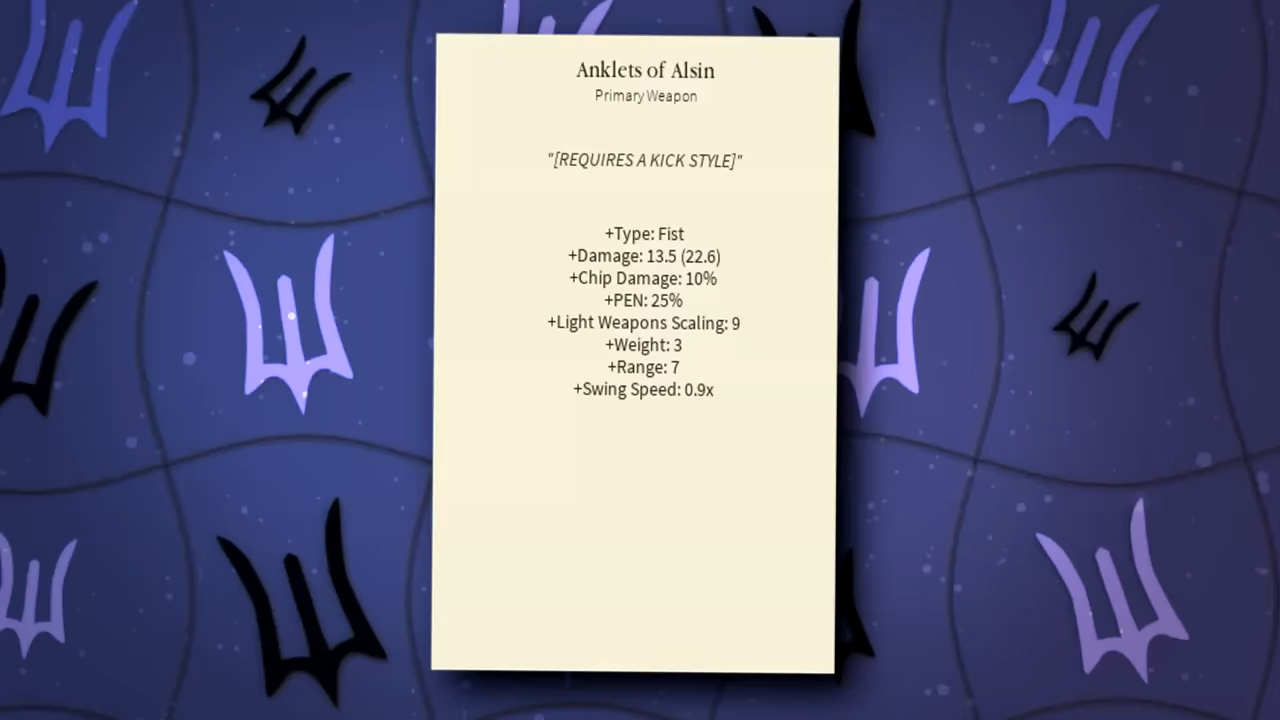 Anklets of Alsin
Primary Weapon
"[REQUIRES A KICK STYLE]"
+Type: Fist
+Damage: 13.5 (22.6)
+Chip Damage: 10%
+PEN: 25%
+Light Weapons Scaling: 9
+Weight: 3
+Range: 7
+Swing Speed: 0.9x